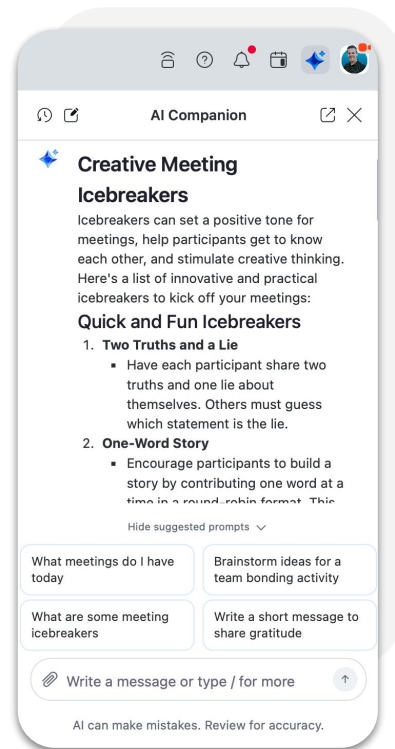 AI Companion
Creative Meeting
Icebreakers
Icebreakers can set a positive tone for
meetings, help participants get to know
each other, and stimulate creative thinking.
Here's a list of innovative and practical
icebreakers to kick off your meetings:
Quick and Fun Icebreakers
1. Two Truths and a Lie
▪ Have each participant share two
truths and one lie about
themselves. Others must guess
which statement is the lie.
2. One-Word Story
▪ Encourage participants to build a
story by contributing one word at a
time in a round-robin format. This
Hide suggested prompts
What meetings do I have
today
Brainstorm ideas for a
team bonding activity
What are some meeting
icebreakers
Write a short message to
share gratitude
Write a message or type / for more
AI can make mistakes. Review for accuracy.